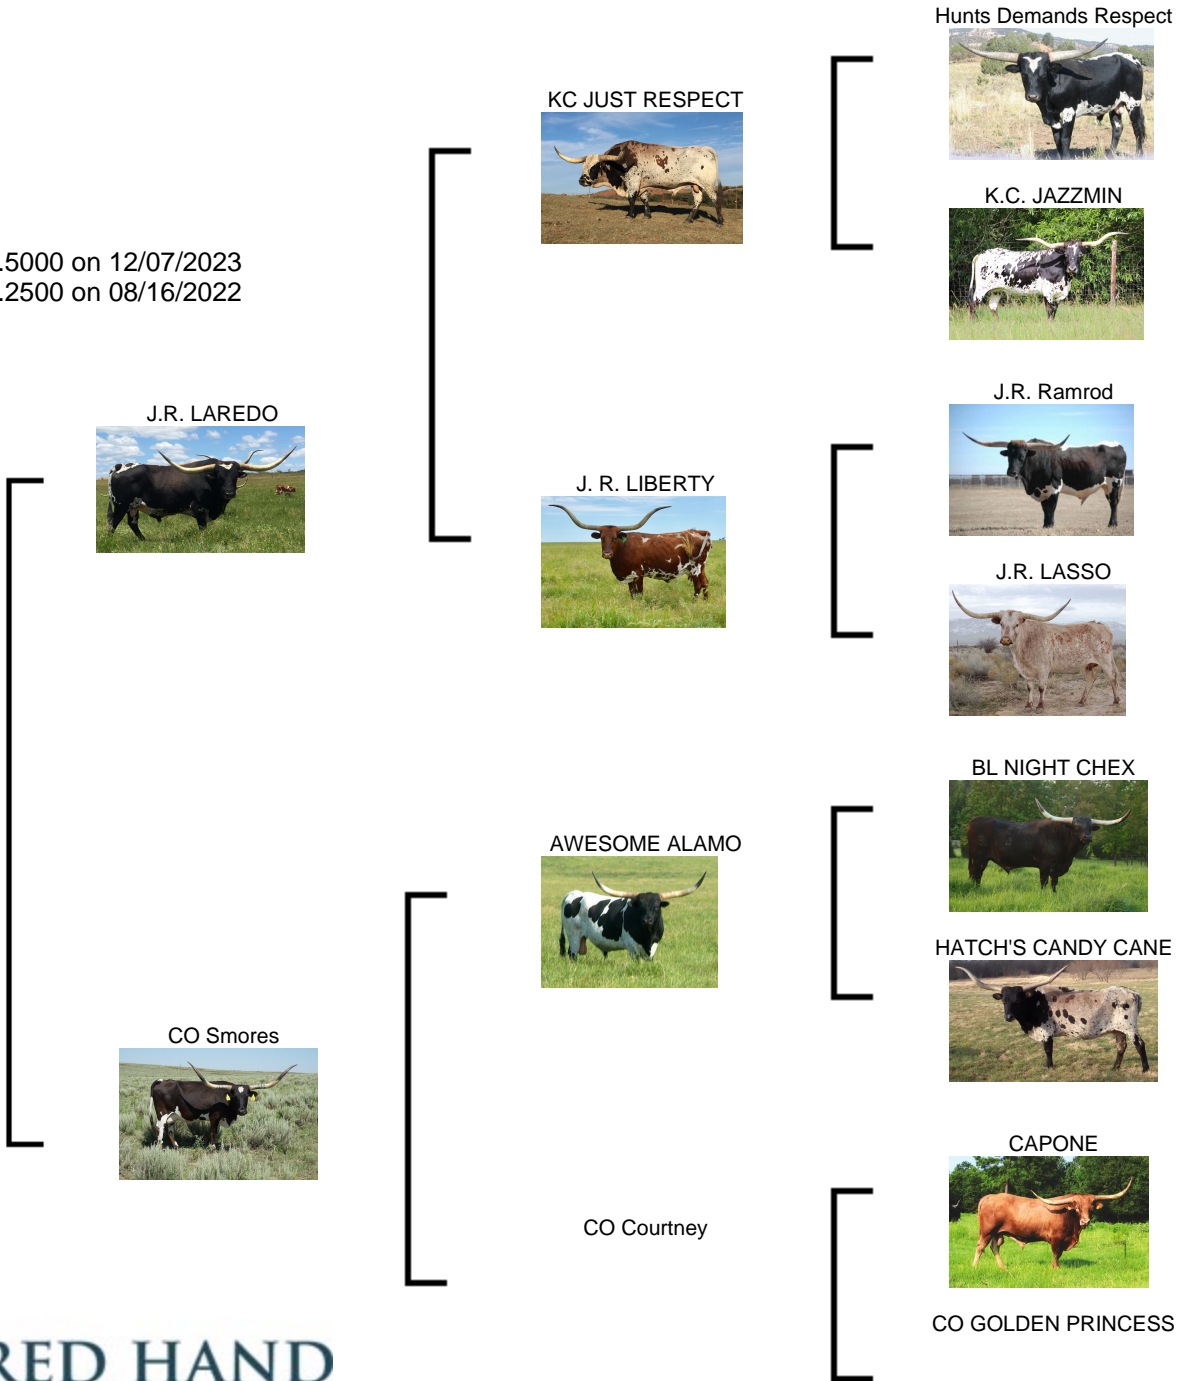 Hunts Demands Respect
KC JUST RESPECT
K.C. JAZZMIN
.5000 on 12/07/2023
.2500 on 08/16/2022
J.R. LAREDO
J.R. Ramrod
J. R. LIBERTY
J.R. LASSO
BL NIGHT CHEX
AWESOME ALAMO
HATCH'S CANDY CANE
CO Smores
CAPONE
CO Courtney
CO GOLDEN PRINCESS
RED HAND